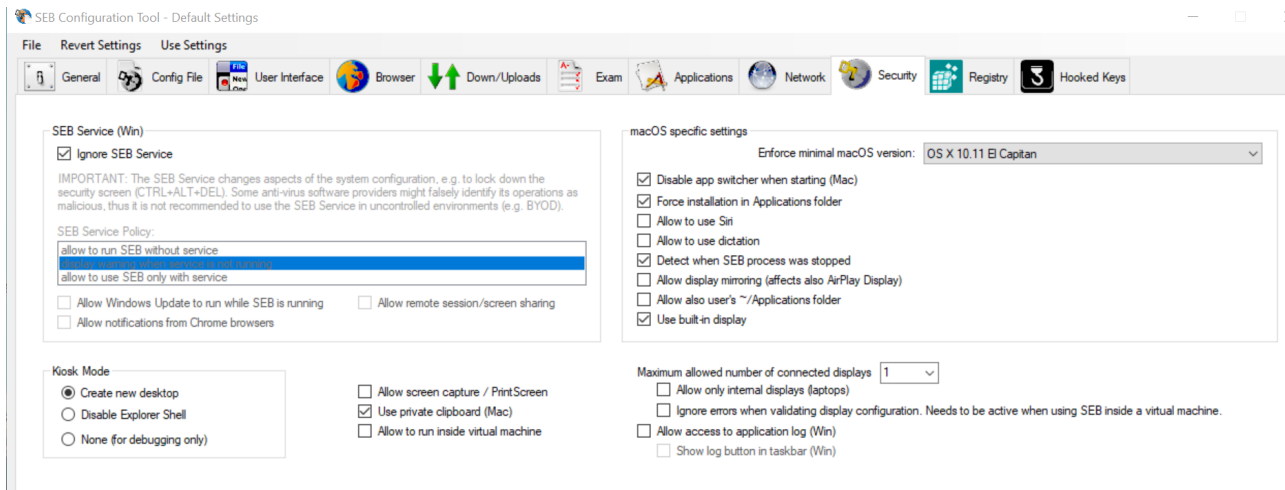 SEB Configuration Tool - Default Settings
File Revert Settings Use Settings
General Config File User Interface Browser Down/Uploads Exam Applications Network Security Registry Hooked Keys
SEB Service (Win)
Ignore SEB Service
IMPORTANT: The SEB Service changes aspects of the system configuration, e.g. to lock down the
security screen (CTRL+ALT+DEL). Some anti-virus software providers might falsely identify its operations as
malicious, thus it is not recommended to use the SEB Service in uncontrolled environments (e.g. BYOD).
SEB Service Policy:
allow to run SEB without service
display warning when service is not running
allow to use SEB only with service
Allow Windows Update to run while SEB is running
Allow remote session/screen sharing
Allow notifications from Chrome browsers
macOS specific settings
Enforce minimal macOS version: OS X 10.11 El Capitan
Disable app switcher when starting (Mac)
Force installation in Applications folder
Allow to use Siri
Allow to use dictation
Detect when SEB process was stopped
Allow display mirroring (affects also AirPlay Display)
Allow also user's ~/Applications folder
Use built-in display
Kiosk Mode
Create new desktop
Disable Explorer Shell
None (for debugging only)
Allow screen capture / PrintScreen
Use private clipboard (Mac)
Allow to run inside virtual machine
Maximum allowed number of connected displays 1
Allow only internal displays (laptops)
Ignore errors when validating display configuration. Needs to be active when using SEB inside a virtual machine.
Allow access to application log (Win)
Show log button in taskbar (Win)